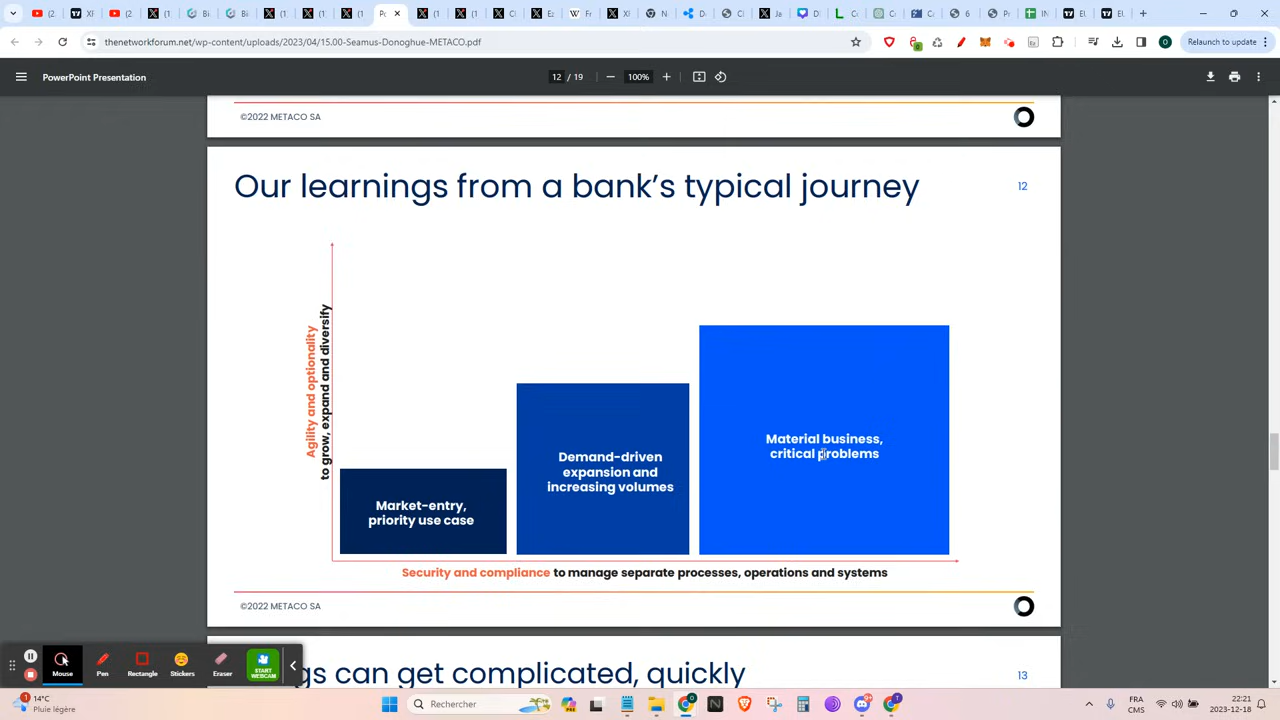 thenetworkforum.net/wp-content/uploads/2023/04/15.00-Seamus-Donoghue-METACO.pdf
Relaunch to update
PowerPoint Presentation
12 / 19
100%
©2022 METACO SA
Our learnings from a bank's typical journey
12
Agility and optionality
to grow, expand and diversify
Market-entry,
priority use case
Demand-driven
expansion and
increasing volumes
Material business,
critical problems
Security and compliance to manage separate processes, operations and systems
©2022 METACO SA
gs can get complicated, quickly
13
Mouse
Pen
Rectangle
Stickers
Eraser
START
WEBCAM
14°C
Pluie légère
Rechercher
FRA
CMS
22:21
2023-12-18